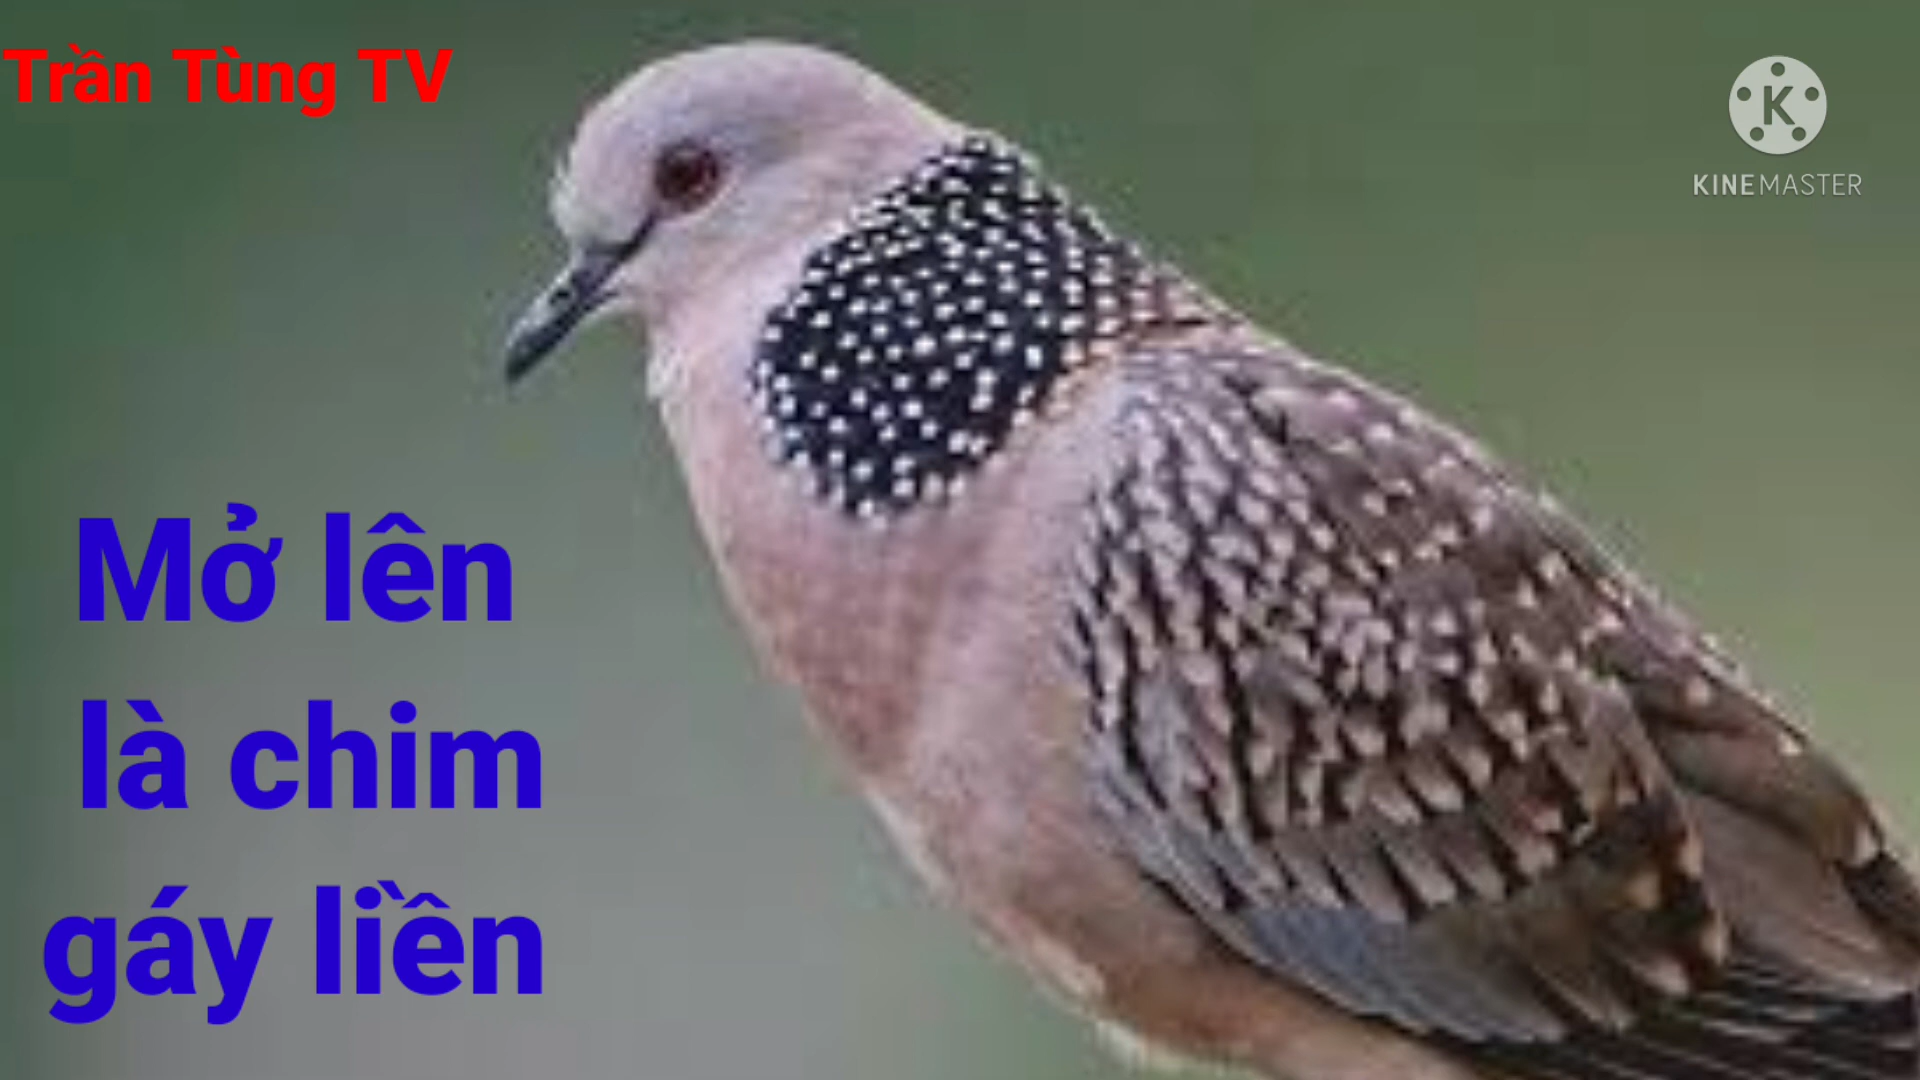 Trần Tùng TV
K
KINEMASTER
Mở lên
là chim
gáy liền